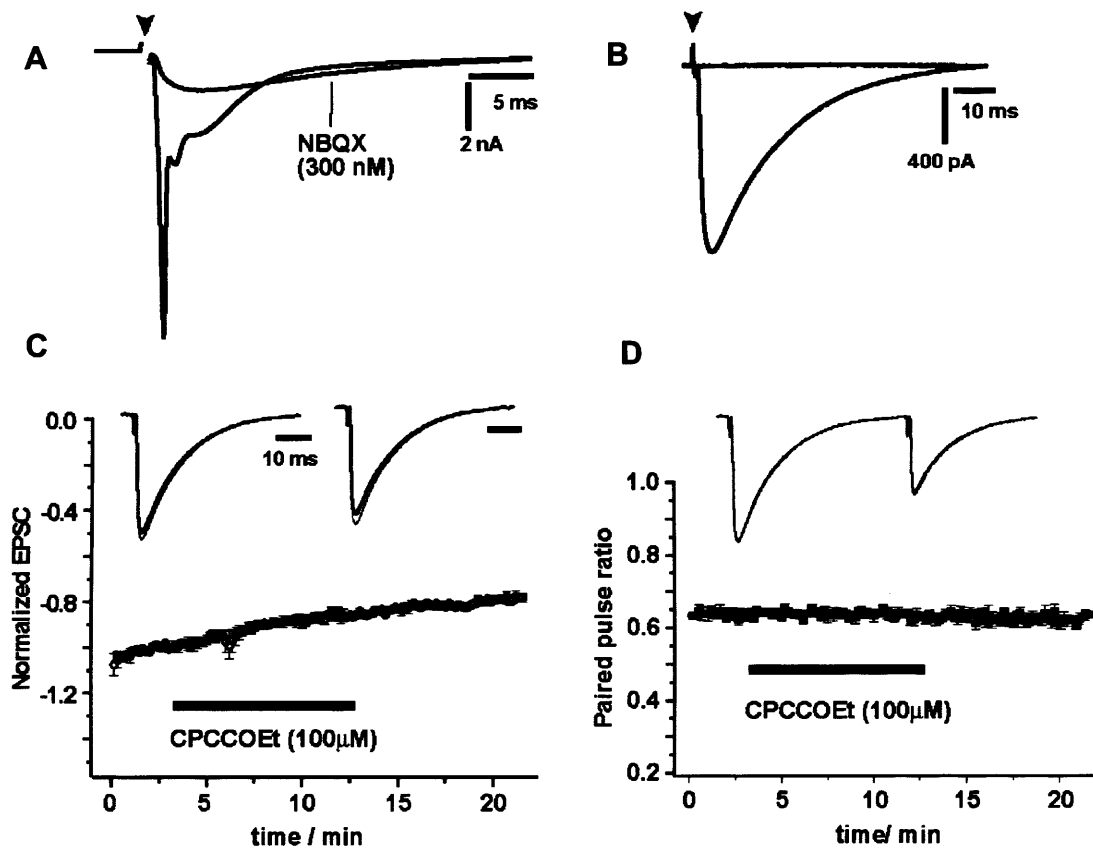 A
5 ms
NBQX
(300 nM)
2 nA
B
10 ms
400 pA
C
0.0
-0.4
-0.8
-1.2
Normalized EPSC
10 ms
CPCCOEt (100µM)
0
5
10
15
20
time / min
D
1.0
0.8
0.6
0.4
0.2
Paired pulse ratio
CPCCOEt (100µM)
0
5
10
15
20
time/ min